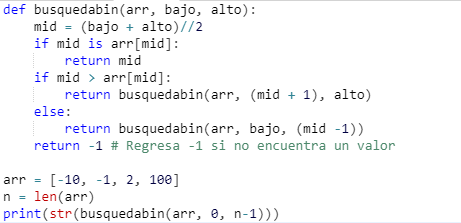 def busquedabin(arr, bajo, alto):
    mid = (bajo + alto)//2
    if mid is arr[mid]:
        return mid
    if mid > arr[mid]:
        return busquedabin(arr, (mid + 1), alto)
    else:
        return busquedabin(arr, bajo, (mid -1))
    return -1 # Regresa -1 si no encuentra un valor

arr = [-10, -1, 2, 100]
n = len(arr)
print(str(busquedabin(arr, 0, n-1)))